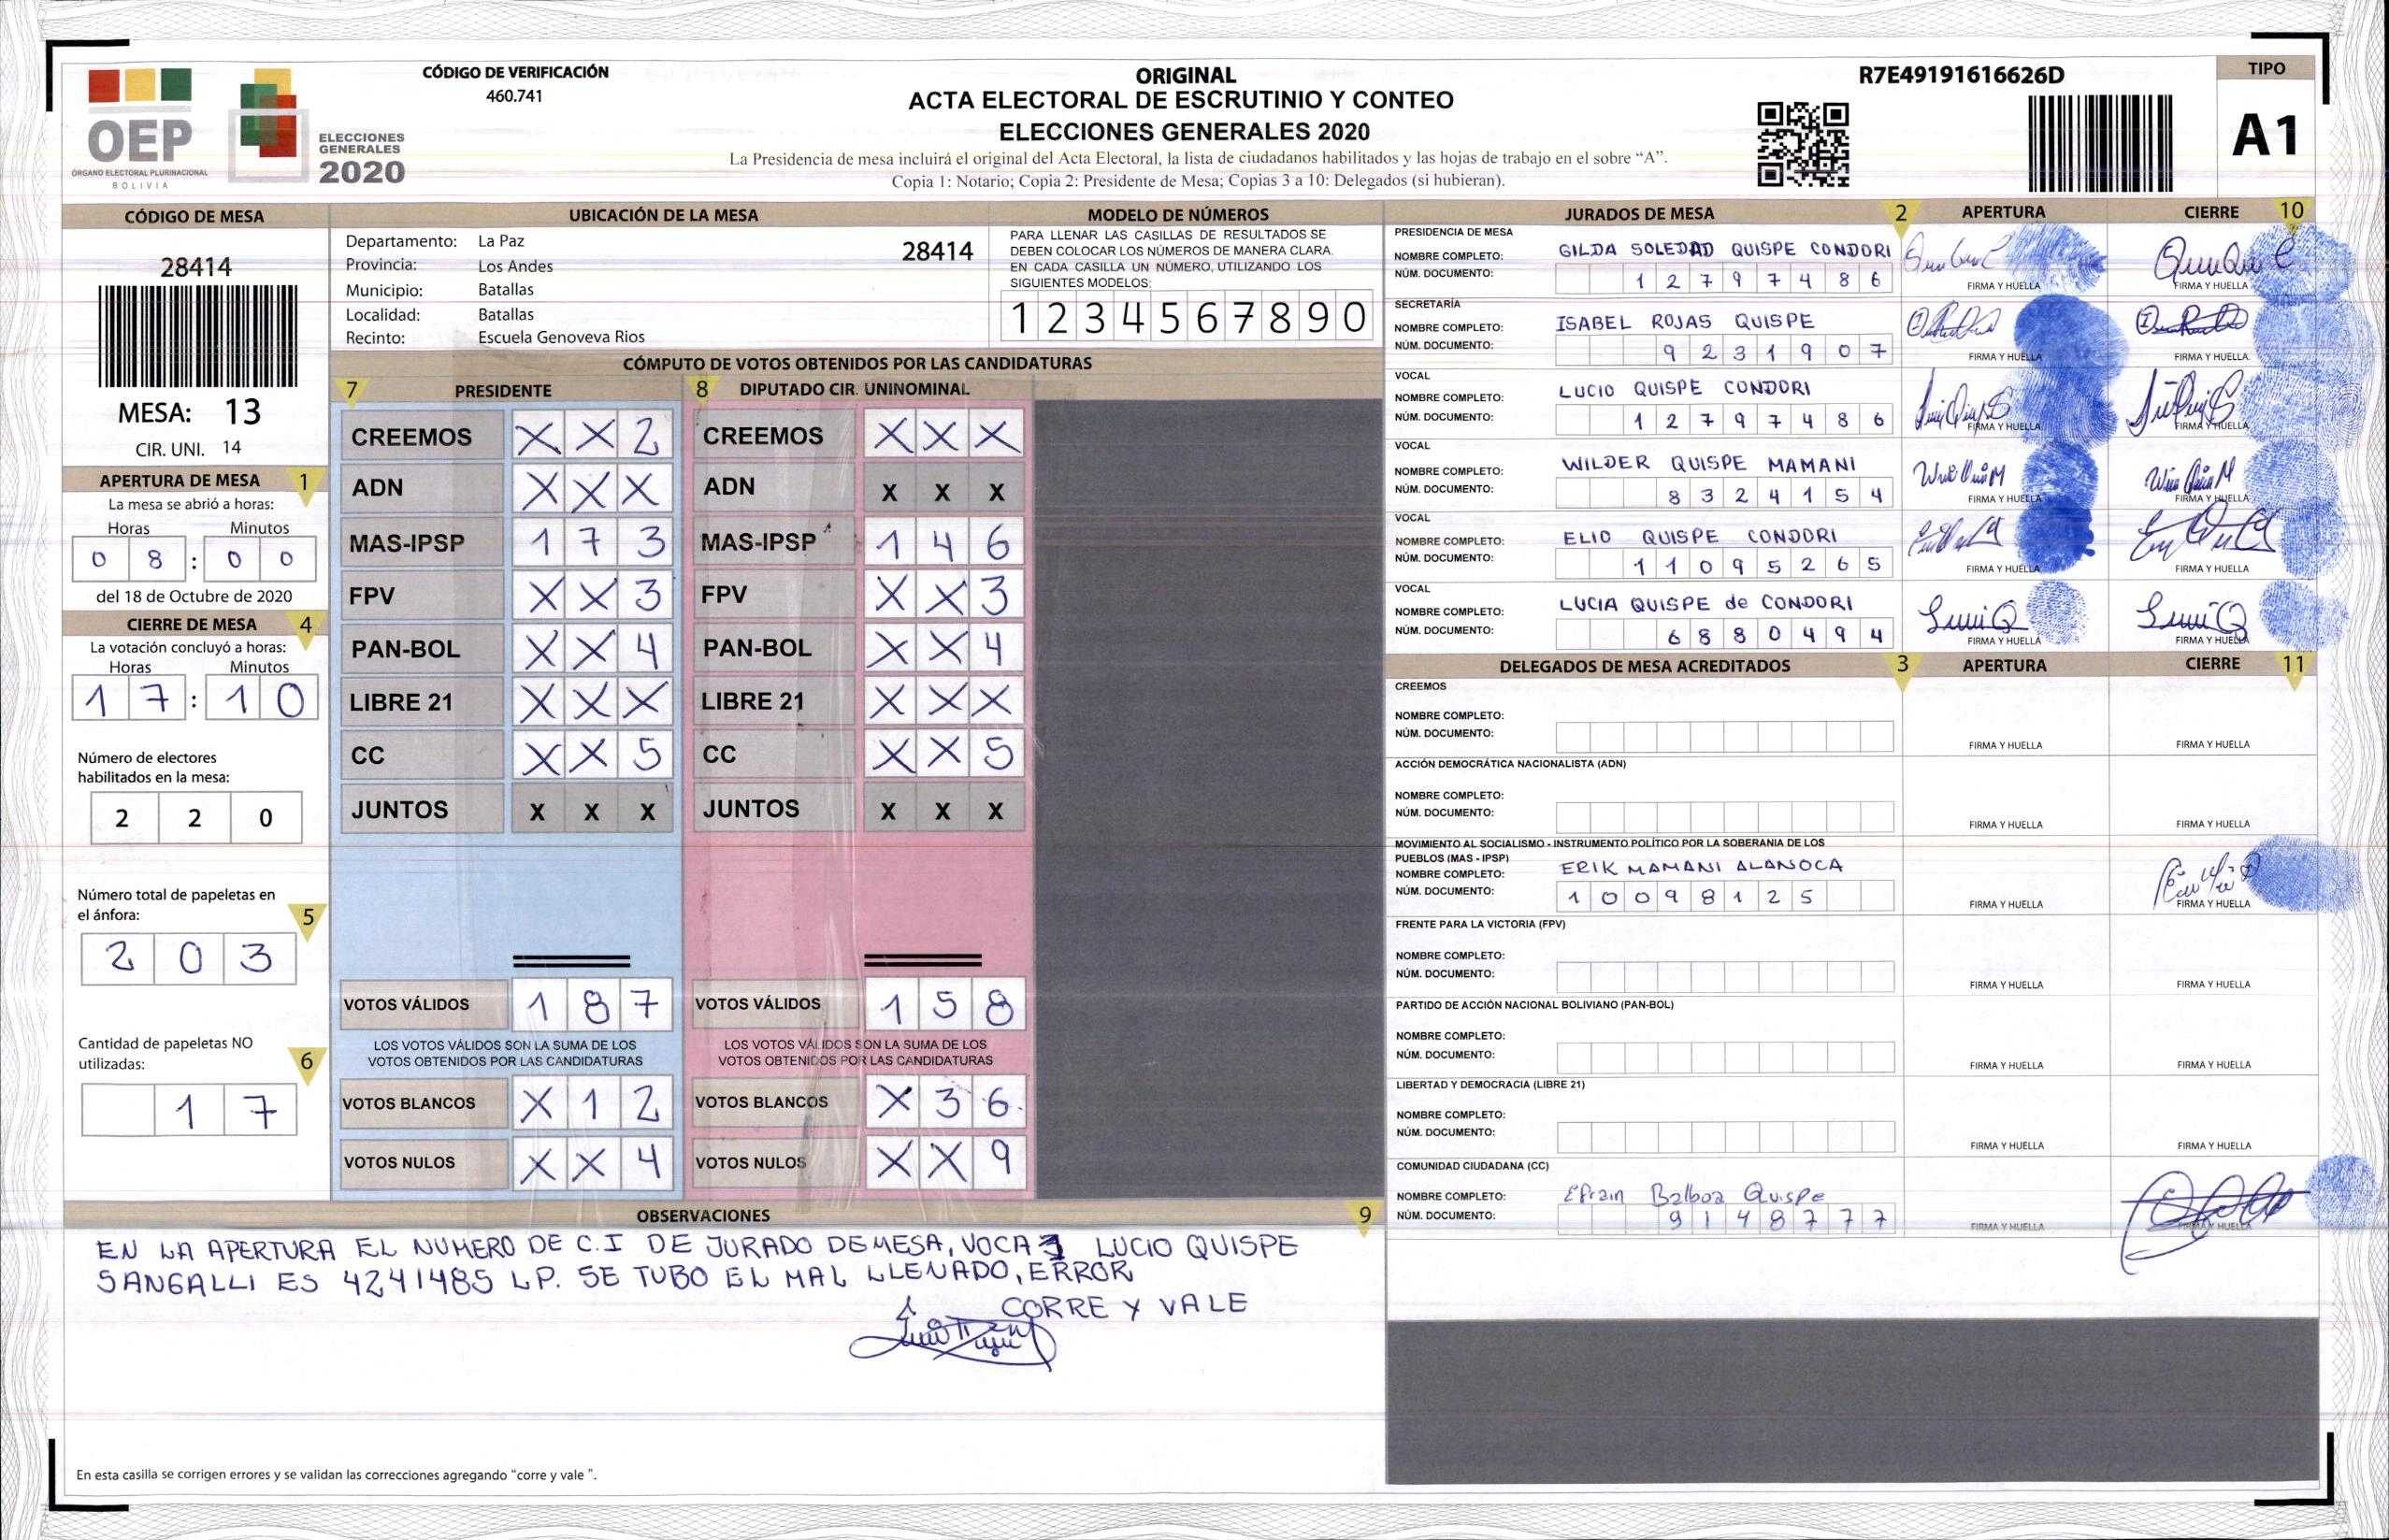 OEP
ÓRGANO ELECTORAL PLURINACIONAL
BOLIVIA
ELECCIONES
GENERALES
2020
CÓDIGO DE VERIFICACIÓN
460.741
ORIGINAL
ACTA ELECTORAL DE ESCRUTINIO Y CONTEO
ELECCIONES GENERALES 2020
La Presidencia de mesa incluirá el original del Acta Electoral, la lista de ciudadanos habilitados y las hojas de trabajo en el sobre “A”.
Copia 1: Notario; Copia 2: Presidente de Mesa; Copias 3 a 10: Delegados (si hubieran).
R7E49191616626D
TIPO
A1
CÓDIGO DE MESA
28414
MESA: 13
CIR. UNI. 14
APERTURA DE MESA 1
La mesa se abrió a horas:
Horas Minutos
0 8 : 0 0
del 18 de Octubre de 2020
CIERRE DE MESA 4
La votación concluyó a horas:
Horas Minutos
1 7 : 1 0
Número de electores
habilitados en la mesa:
2 2 0
Número total de papeletas en
el ánfora: 5
2 0 3
Cantidad de papeletas NO
utilizadas: 6
1 7
UBICACIÓN DE LA MESA
Departamento: La Paz 28414
Provincia: Los Andes
Municipio: Batallas
Localidad: Batallas
Recinto: Escuela Genoveva Rios
MODELO DE NÚMEROS
PARA LLENAR LAS CASILLAS DE RESULTADOS SE
DEBEN COLOCAR LOS NÚMEROS DE MANERA CLARA.
EN CADA CASILLA UN NÚMERO, UTILIZANDO LOS
SIGUIENTES MODELOS:
1 2 3 4 5 6 7 8 9 0
CÓMPUTO DE VOTOS OBTENIDOS POR LAS CANDIDATURAS
7 PRESIDENTE
CREEMOS X X 2
ADN X X X
MAS-IPSP 1 7 3
FPV X X 3
PAN-BOL X X 4
LIBRE 21 X X X
CC X X 5
JUNTOS X X X
VOTOS VÁLIDOS 1 8 7
LOS VOTOS VÁLIDOS SON LA SUMA DE LOS
VOTOS OBTENIDOS POR LAS CANDIDATURAS
VOTOS BLANCOS X 1 2
VOTOS NULOS X X 4
8 DIPUTADO CIR. UNINOMINAL
CREEMOS X X X
ADN X X X
MAS-IPSP 1 4 6
FPV X X 3
PAN-BOL X X 4
LIBRE 21 X X X
CC X X 5
JUNTOS X X X
VOTOS VÁLIDOS 1 5 8
LOS VOTOS VÁLIDOS SON LA SUMA DE LOS
VOTOS OBTENIDOS POR LAS CANDIDATURAS
VOTOS BLANCOS X 3 6
VOTOS NULOS X X 9
OBSERVACIONES 9
EN LA APERTURA EL NUMERO DE C.I DE JURADO DE MESA, VOCA1 LUCIO QUISPE
SANGALLI ES 4241485 LP. SE TUBO EL MAL LLENADO, ERROR
CORRE Y VALE
En esta casilla se corrigen errores y se validan las correcciones agregando “corre y vale ”.
JURADOS DE MESA 2 APERTURA CIERRE 10
PRESIDENCIA DE MESA
NOMBRE COMPLETO: GILDA SOLEDAD QUISPE CONDORI
NÚM. DOCUMENTO: 1 2 7 9 7 4 8 6
FIRMA Y HUELLA FIRMA Y HUELLA
SECRETARÍA
NOMBRE COMPLETO: ISABEL ROJAS QUISPE
NÚM. DOCUMENTO: 9 2 3 1 9 0 7
FIRMA Y HUELLA FIRMA Y HUELLA
VOCAL
NOMBRE COMPLETO: LUCIO QUISPE CONDORI
NÚM. DOCUMENTO: 1 2 7 9 7 4 8 6
FIRMA Y HUELLA FIRMA Y HUELLA
VOCAL
NOMBRE COMPLETO: WILDER QUISPE MAMANI
NÚM. DOCUMENTO: 8 3 2 4 1 5 4
FIRMA Y HUELLA FIRMA Y HUELLA
VOCAL
NOMBRE COMPLETO: ELIO QUISPE CONDORI
NÚM. DOCUMENTO: 1 1 0 9 5 2 6 5
FIRMA Y HUELLA FIRMA Y HUELLA
VOCAL
NOMBRE COMPLETO: LUCIA QUISPE de CONDORI
NÚM. DOCUMENTO: 6 8 8 0 4 9 4
FIRMA Y HUELLA FIRMA Y HUELLA
DELEGADOS DE MESA ACREDITADOS 3 APERTURA CIERRE 11
CREEMOS
NOMBRE COMPLETO:
NÚM. DOCUMENTO:
FIRMA Y HUELLA FIRMA Y HUELLA
ACCIÓN DEMOCRÁTICA NACIONALISTA (ADN)
NOMBRE COMPLETO:
NÚM. DOCUMENTO:
FIRMA Y HUELLA FIRMA Y HUELLA
MOVIMIENTO AL SOCIALISMO - INSTRUMENTO POLÍTICO POR LA SOBERANIA DE LOS
PUEBLOS (MAS - IPSP)
NOMBRE COMPLETO: ERIK MAMANI ALANOCA
NÚM. DOCUMENTO: 1 0 0 9 8 1 2 5
FIRMA Y HUELLA FIRMA Y HUELLA
FRENTE PARA LA VICTORIA (FPV)
NOMBRE COMPLETO:
NÚM. DOCUMENTO:
FIRMA Y HUELLA FIRMA Y HUELLA
PARTIDO DE ACCIÓN NACIONAL BOLIVIANO (PAN-BOL)
NOMBRE COMPLETO:
NÚM. DOCUMENTO:
FIRMA Y HUELLA FIRMA Y HUELLA
LIBERTAD Y DEMOCRACIA (LIBRE 21)
NOMBRE COMPLETO:
NÚM. DOCUMENTO:
FIRMA Y HUELLA FIRMA Y HUELLA
COMUNIDAD CIUDADANA (CC)
NOMBRE COMPLETO: Efrain Balboa Quispe
NÚM. DOCUMENTO: 9 1 4 8 7 7 7
FIRMA Y HUELLA FIRMA Y HUELLA